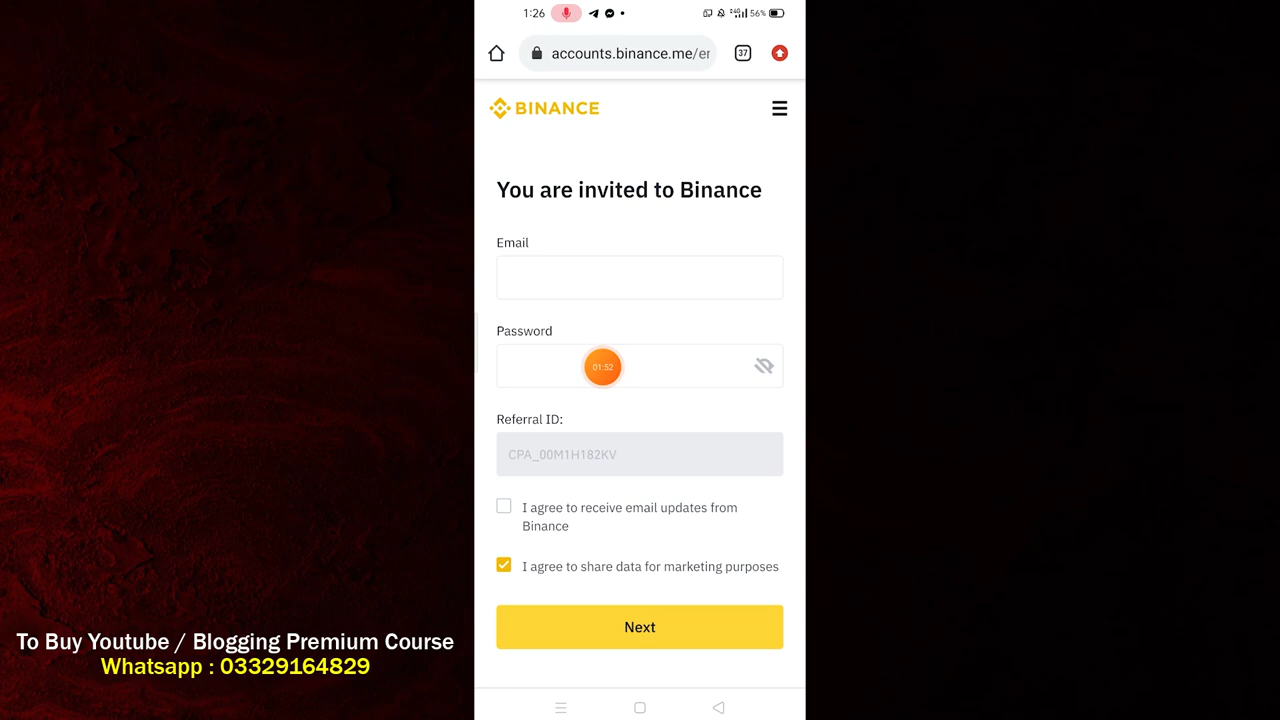 1:26
56%
accounts.binance.me/er
37
BINANCE
You are invited to Binance
Email
Password
01:52
Referral ID:
CPA_00M1H182KV
I agree to receive email updates from
Binance
I agree to share data for marketing purposes
Next
To Buy Youtube / Blogging Premium Course
Whatsapp : 03329164829